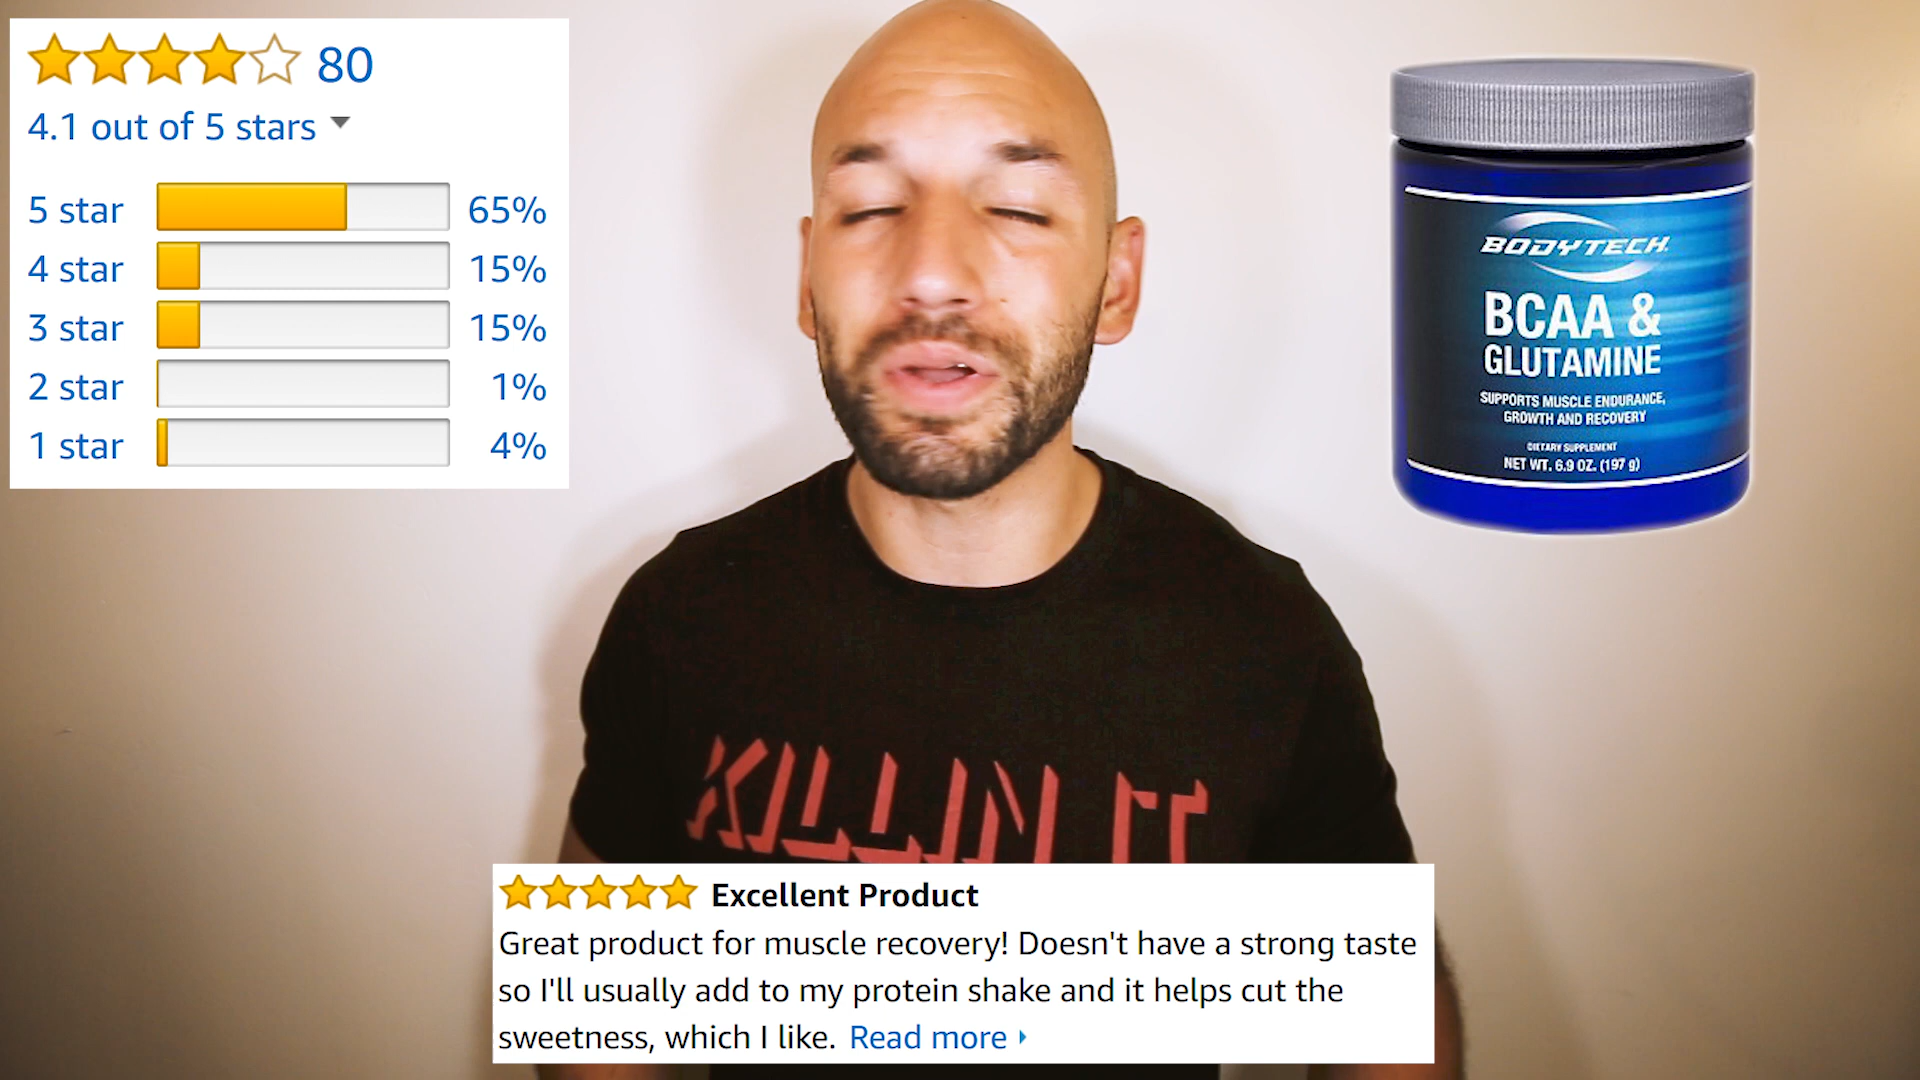 80
4.1 out of 5 stars
5 star 65%
4 star 15%
3 star 15%
2 star 1%
1 star 4%
BODYTECH.
BCAA &
GLUTAMINE
SUPPORTS MUSCLE ENDURANCE,
GROWTH AND RECOVERY
DIETARY SUPPLEMENT
NET WT. 6.9 OZ. (197 g)
KILLIN IT
Excellent Product
Great product for muscle recovery! Doesn't have a strong taste
so I'll usually add to my protein shake and it helps cut the
sweetness, which I like. Read more